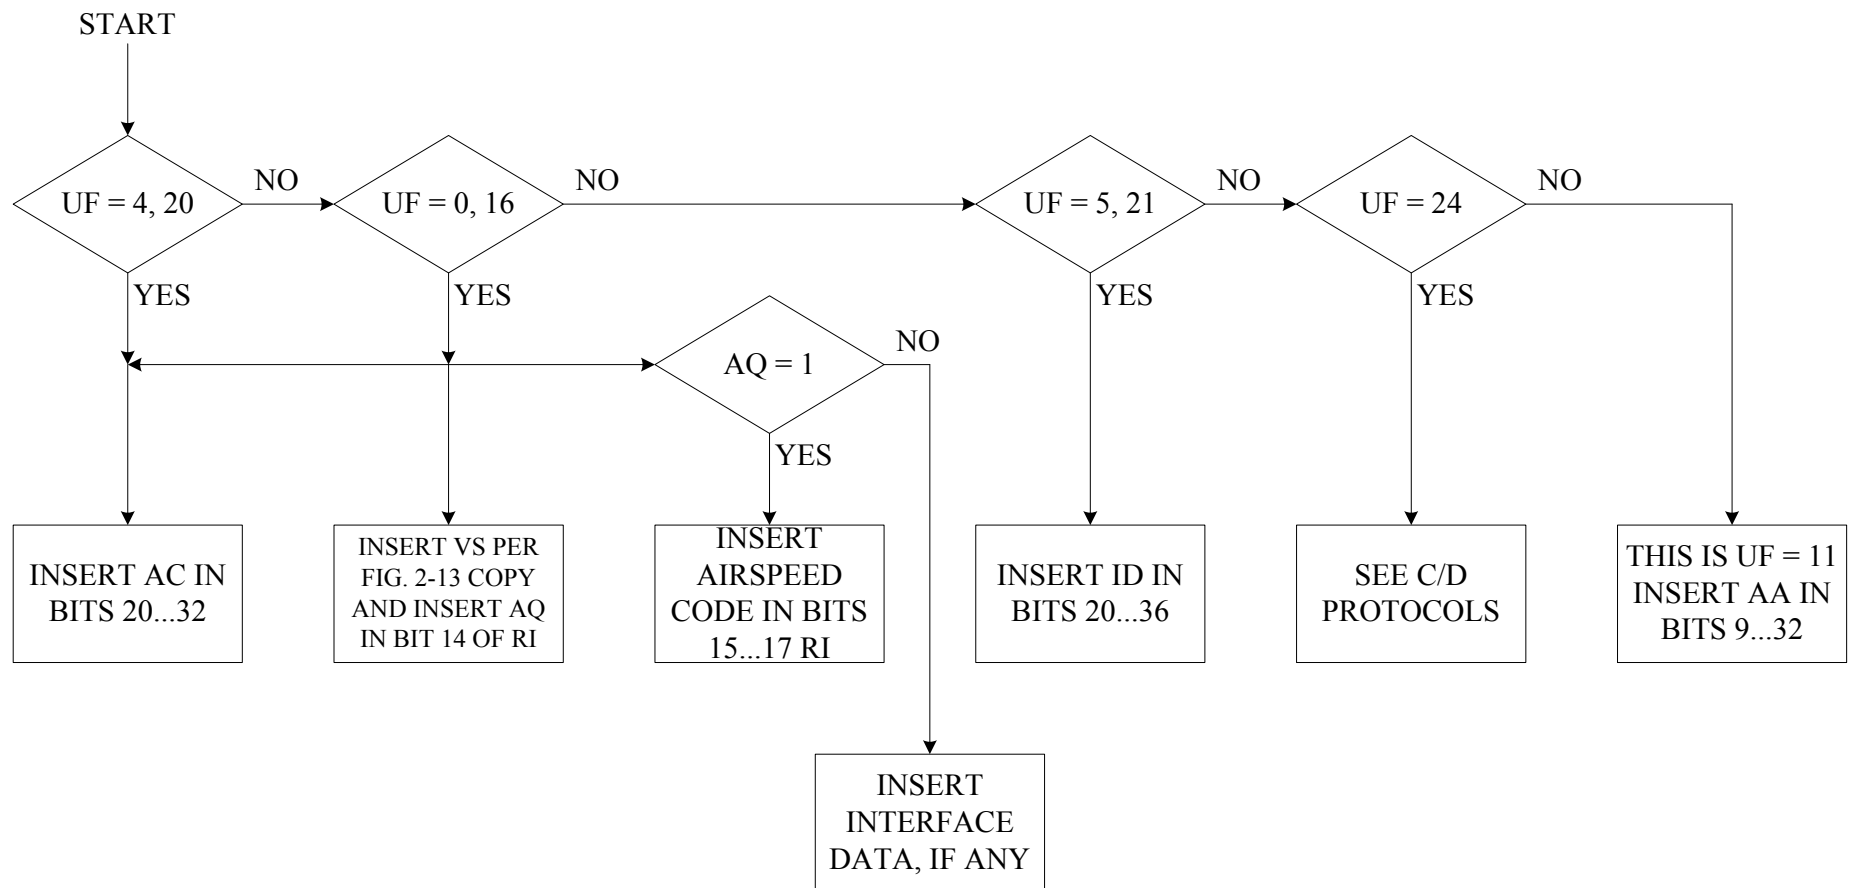 START
UF = 4, 20
NO
UF = 0, 16
NO
UF = 5, 21
NO
UF = 24
NO
YES
YES
YES
YES
AQ = 1
NO
YES
INSERT AC IN
BITS 20...32
INSERT VS PER
FIG. 2-13 COPY
AND INSERT AQ
IN BIT 14 OF RI
INSERT
AIRSPEED
CODE IN BITS
15...17 RI
INSERT ID IN
BITS 20...36
SEE C/D
PROTOCOLS
THIS IS UF = 11
INSERT AA IN
BITS 9...32
INSERT
INTERFACE
DATA, IF ANY